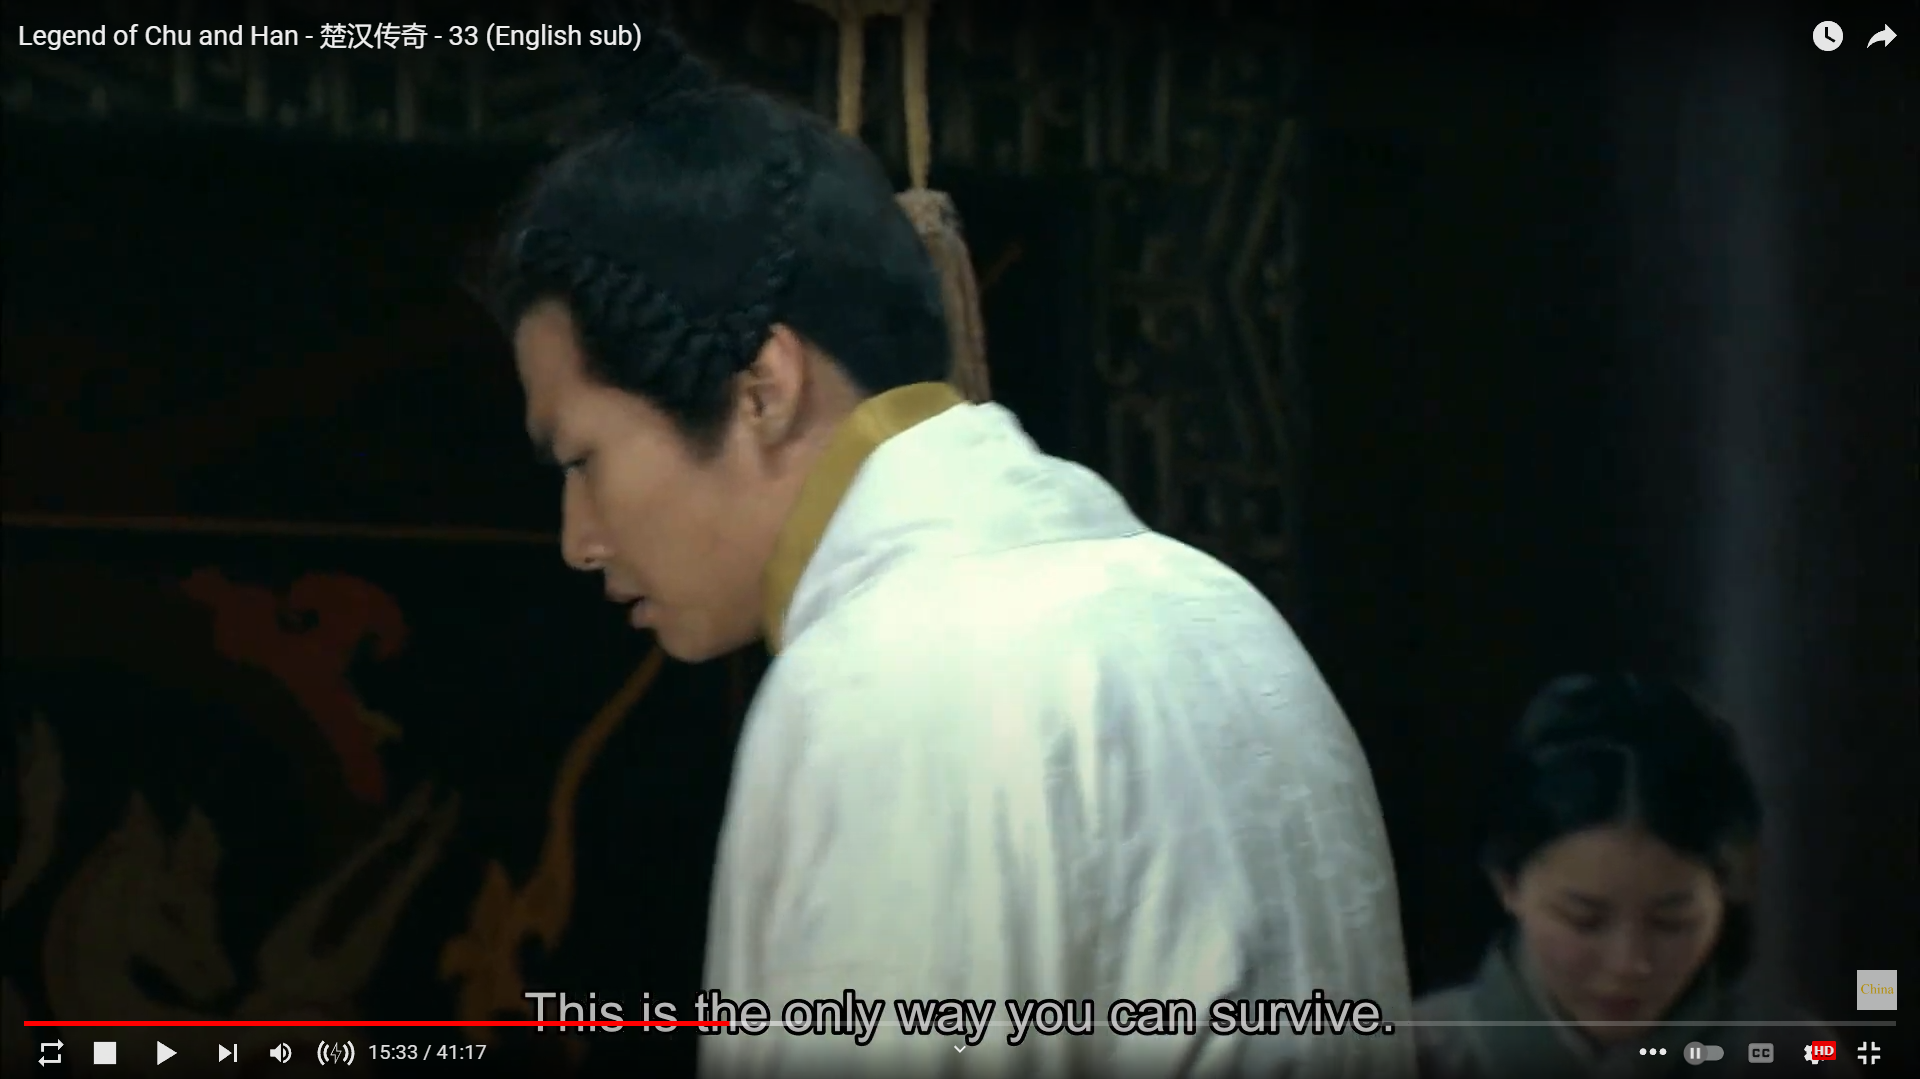 Legend of Chu and Han - 楚汉传奇 - 33 (English sub)
This is the only way you can survive.
China
15:33 / 41:17
CC
HD